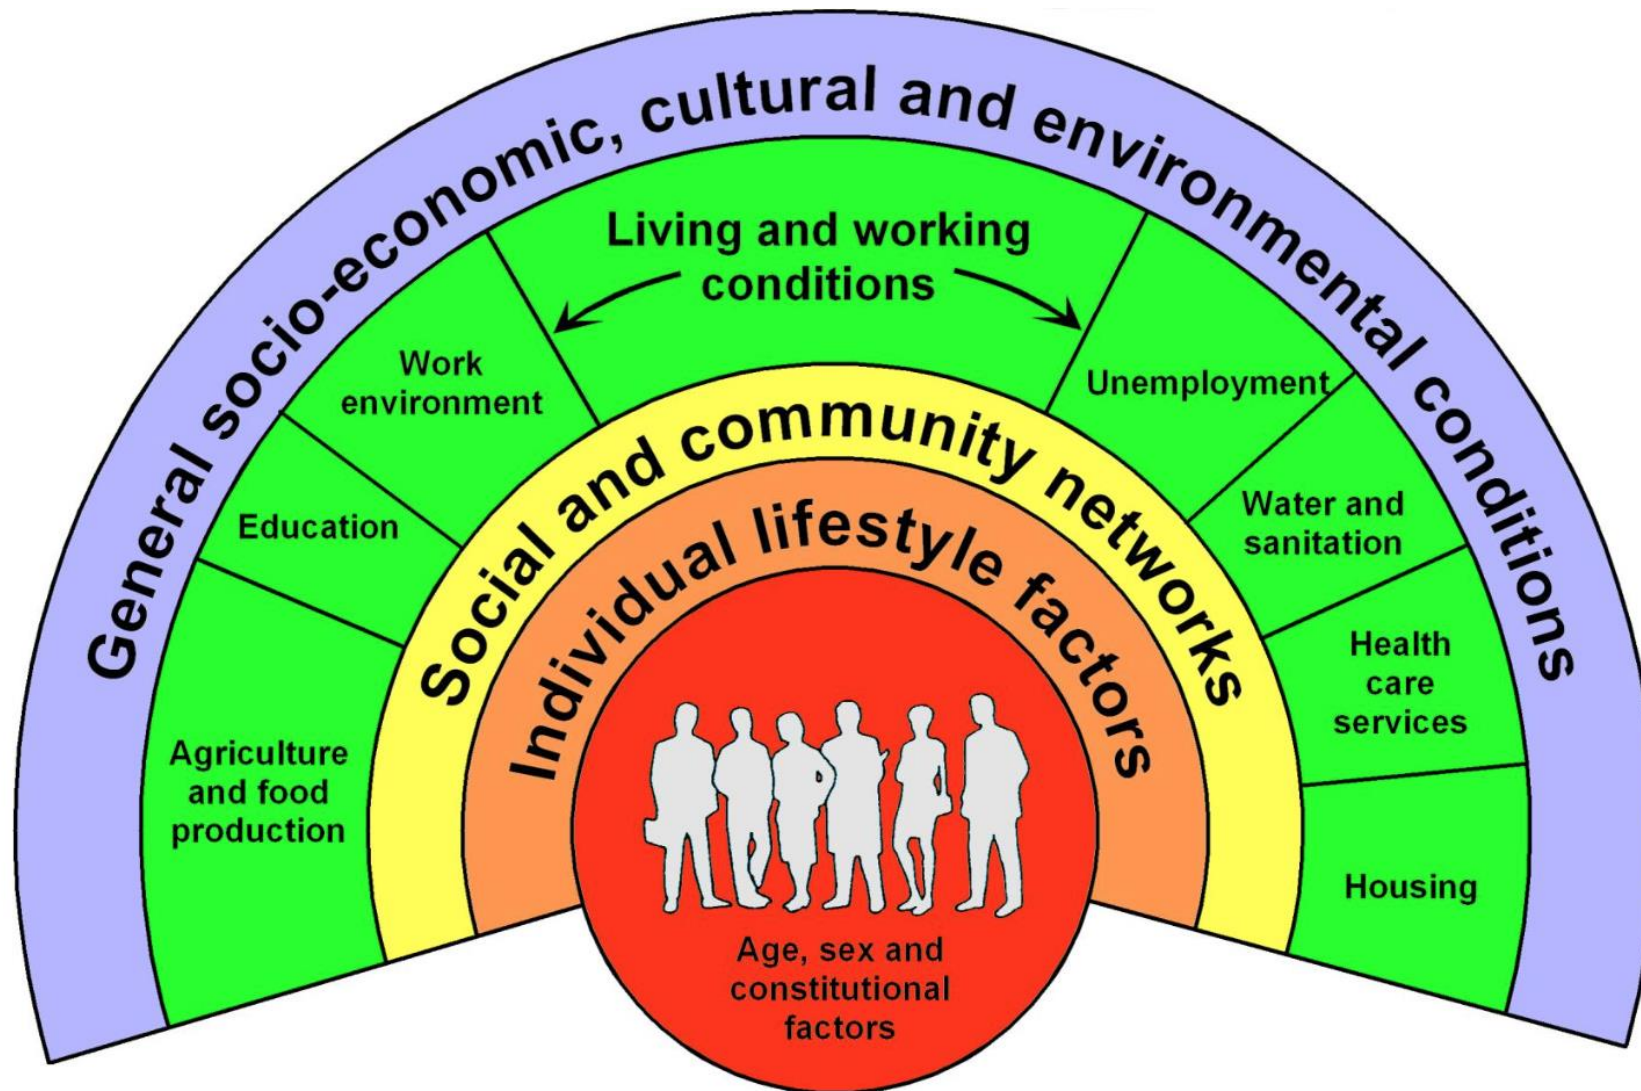 General socio-economic, cultural and environmental conditions
Living and working
conditions
Work
environment
Education
Agriculture
and food
production
Unemployment
Water and
sanitation
Health
care
services
Housing
Social and community networks
Individual lifestyle factors
Age, sex and
constitutional
factors